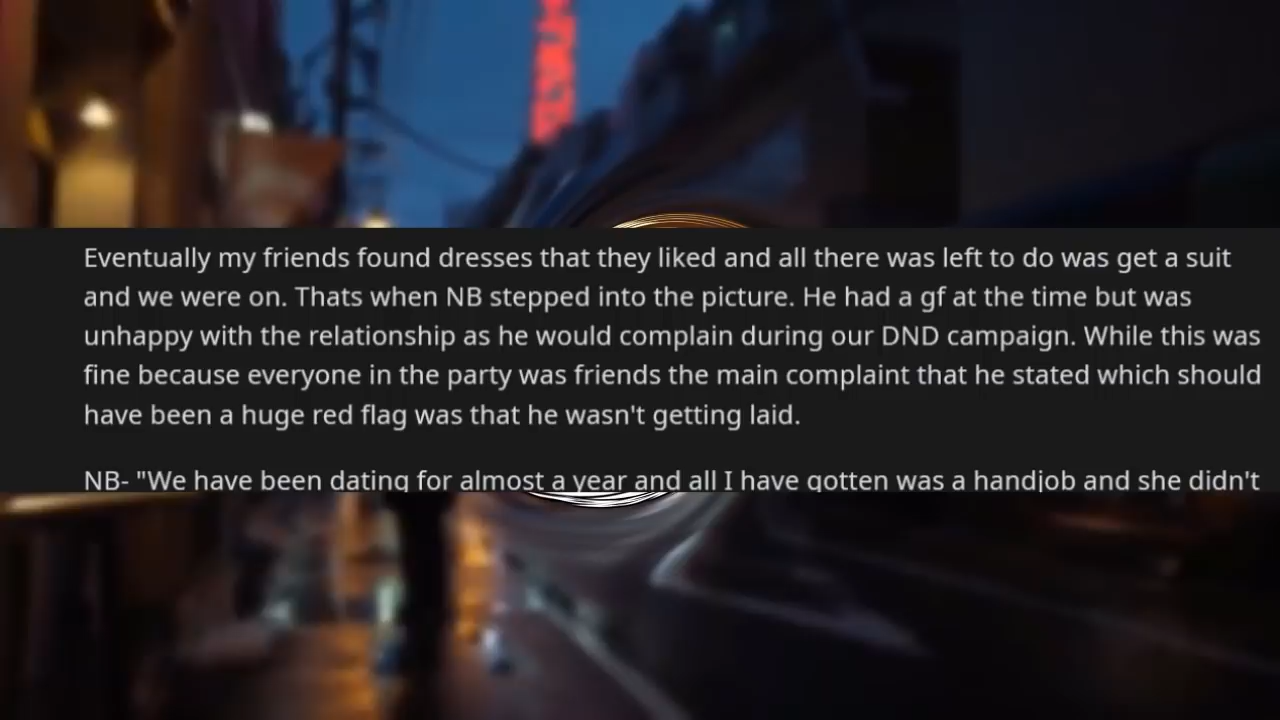 Eventually my friends found dresses that they liked and all there was left to do was get a suit
and we were on. Thats when NB stepped into the picture. He had a gf at the time but was
unhappy with the relationship as he would complain during our DND campaign. While this was
fine because everyone in the party was friends the main complaint that he stated which should
have been a huge red flag was that he wasn't getting laid.
NB- "We have been dating for almost a year and all I have gotten was a handjob and she didn't